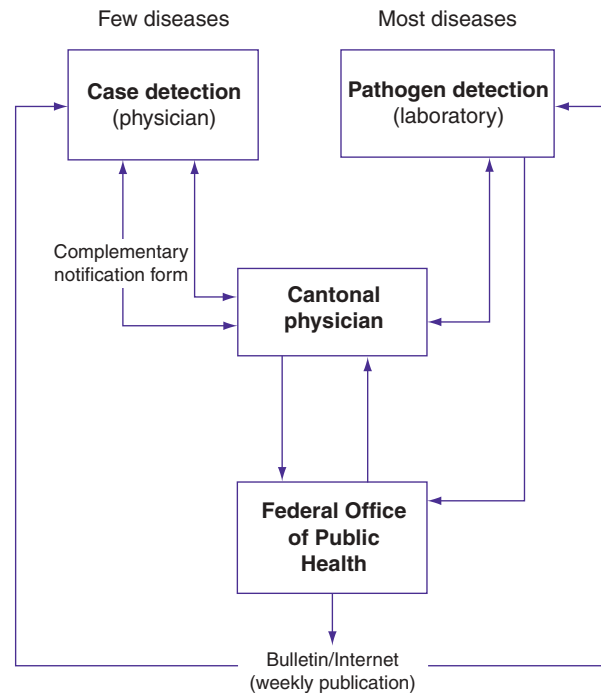 Few diseases
Most diseases
Case detection
(physician)
Pathogen detection
(laboratory)
Complementary
notification form
Cantonal
physician
Federal Office
of Public
Health
Bulletin/Internet
(weekly publication)